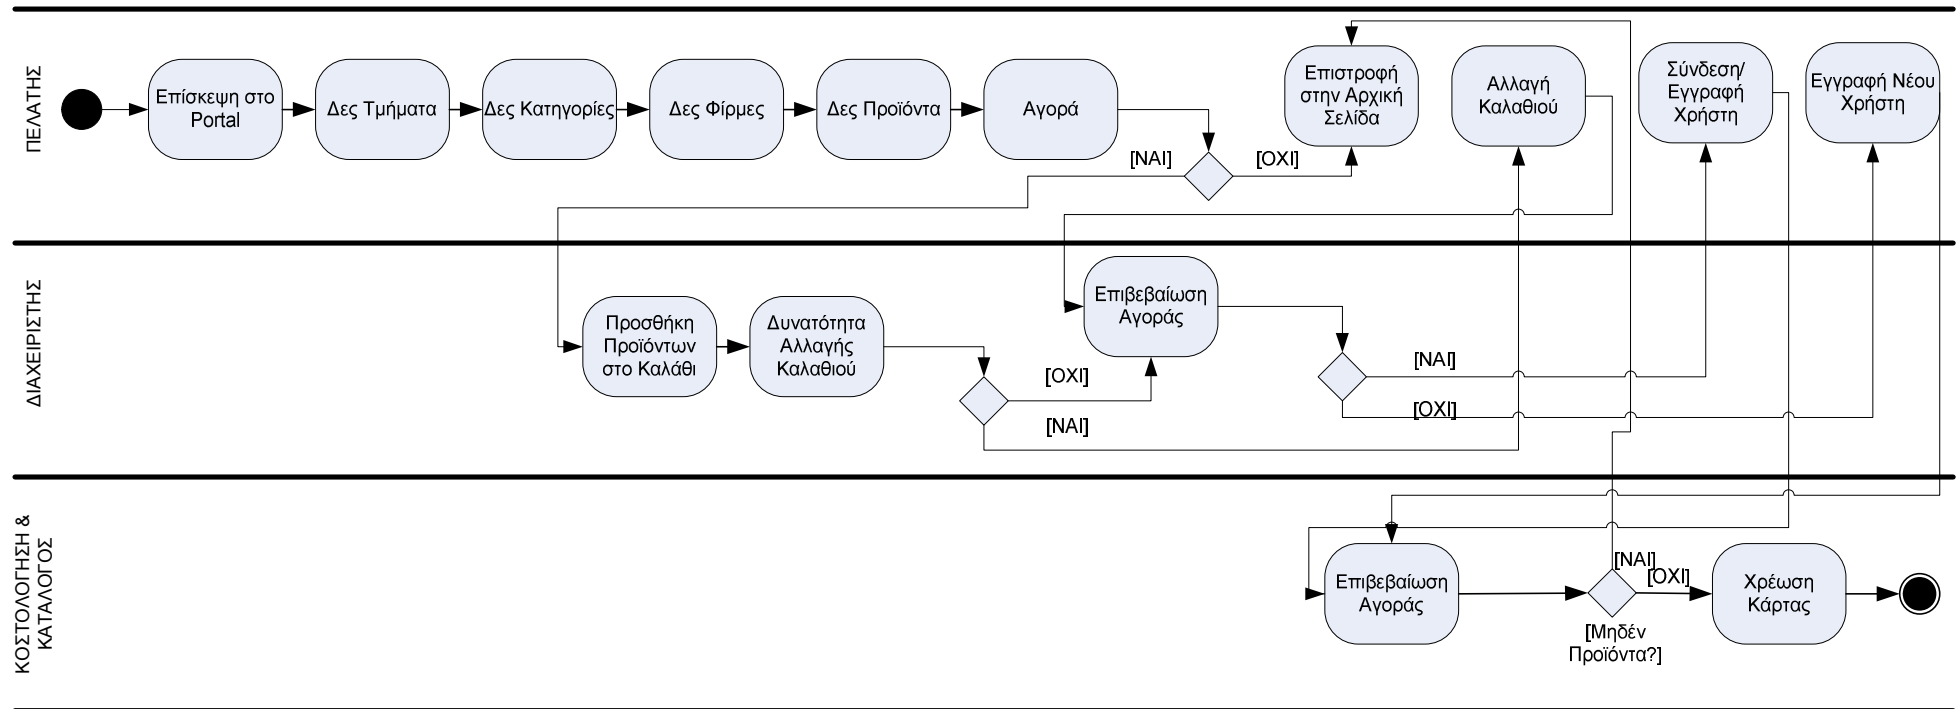 ΠΕΛΑΤΗΣ
Επίσκεψη στο
Portal
Δες Τμήματα
Δες Κατηγορίες
Δες Φίρμες
Δες Προϊόντα
Αγορά
[ΝΑΙ]
[ΟΧΙ]
Επιστροφή
στην Αρχική
Σελίδα
Αλλαγή
Καλαθιού
Σύνδεση/
Εγγραφή
Χρήστη
Εγγραφή Νέου
Χρήστη
ΔΙΑΧΕΙΡΙΣΤΗΣ
Προσθήκη
Προϊόντων
στο Καλάθι
Δυνατότητα
Αλλαγής
Καλαθιού
[ΟΧΙ]
[ΝΑΙ]
Επιβεβαίωση
Αγοράς
[ΝΑΙ]
[ΟΧΙ]
ΚΟΣΤΟΛΟΓΗΣΗ &
ΚΑΤΑΛΟΓΟΣ
Επιβεβαίωση
Αγοράς
[ΝΑΙ]
[ΟΧΙ]
[Μηδέν
Προϊόντα?]
Χρέωση
Κάρτας